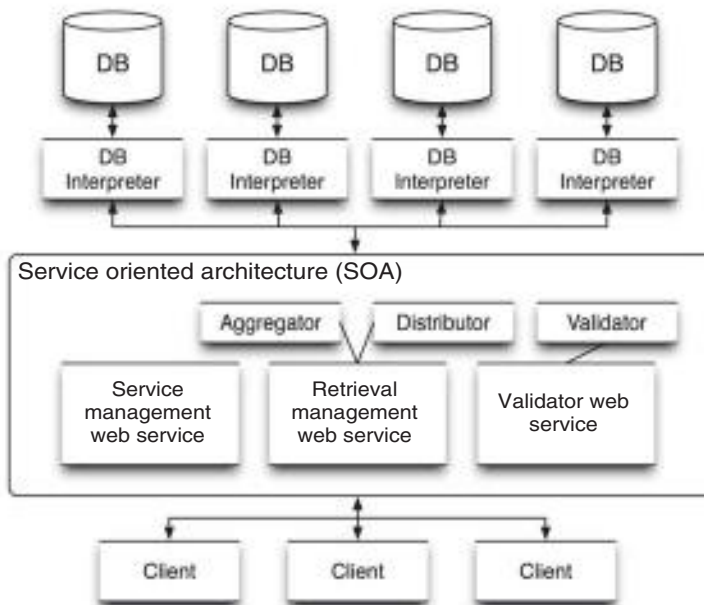 DB DB DB DB
DB Interpreter
DB Interpreter
DB Interpreter
DB Interpreter
Service oriented architecture (SOA)
Aggregator
Distributor
Validator
Service
management
web service
Retrieval
management
web service
Validator web
service
Client
Client
Client